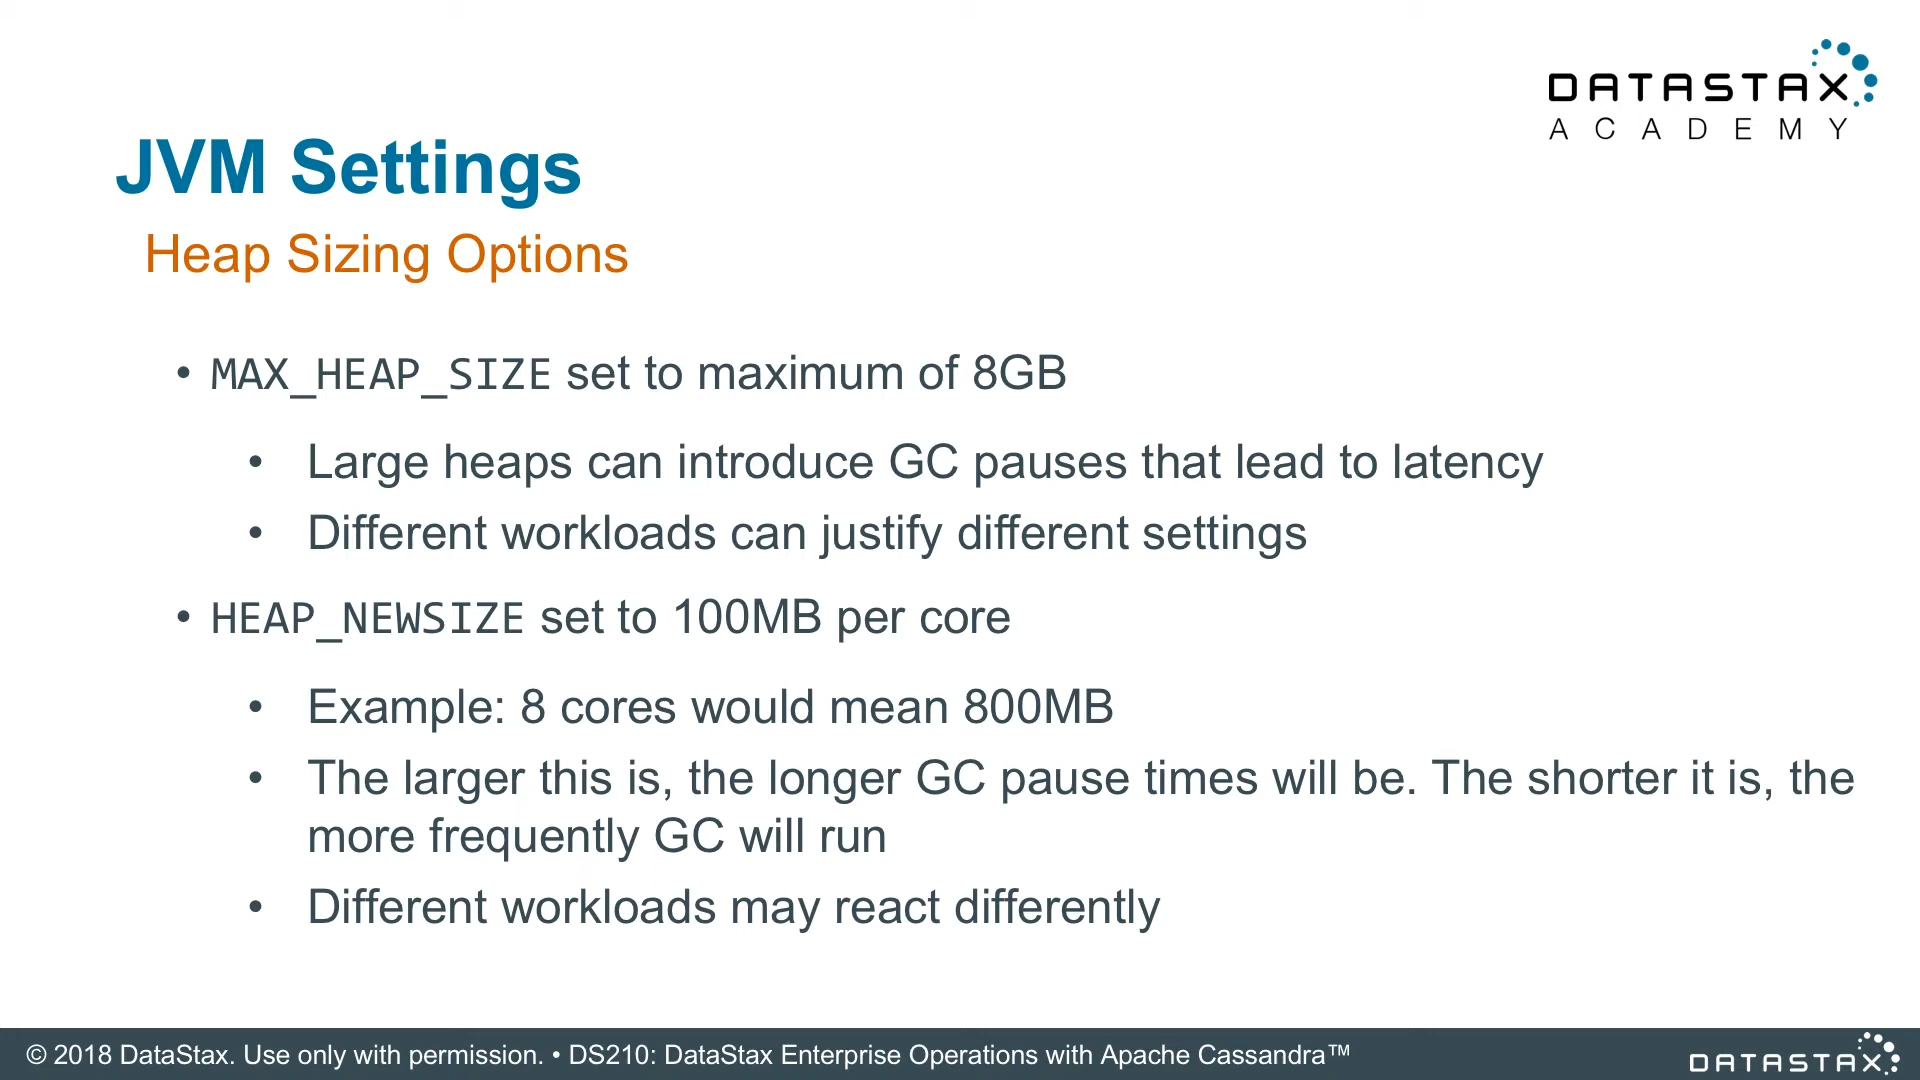 DATASTAX
ACADEMY
JVM Settings
Heap Sizing Options
• MAX_HEAP_SIZE set to maximum of 8GB
• Large heaps can introduce GC pauses that lead to latency
• Different workloads can justify different settings
• HEAP_NEWSIZE set to 100MB per core
• Example: 8 cores would mean 800MB
• The larger this is, the longer GC pause times will be. The shorter it is, the
more frequently GC will run
• Different workloads may react differently
© 2018 DataStax. Use only with permission. • DS210: DataStax Enterprise Operations with Apache Cassandra™
DATASTAX